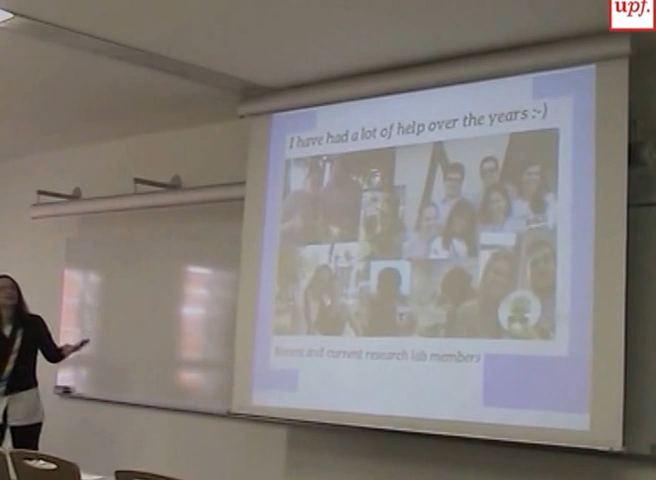 upf.
I have had a lot of help over the years :-)
and current research lab members